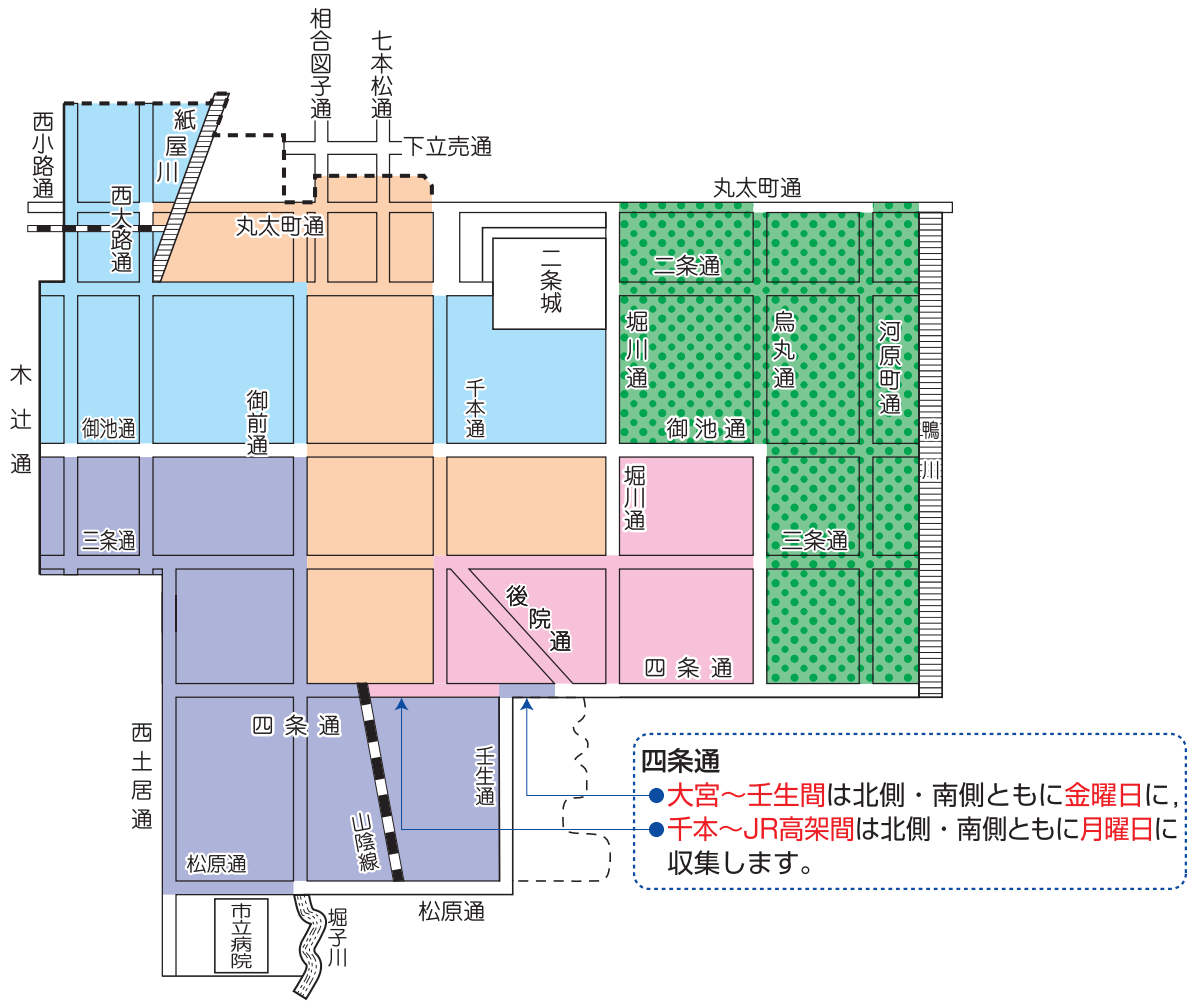 相合図子通
七本松通
下立売通
西小路通
紙屋川
西大路通
丸太町通
丸太町通
二条城
二条通
堀川通
烏丸通
河原町通
木辻通
御池通
御前通
千本通
御池通
鴨川
三条通
堀川通
三条通
後院通
四条通
四条通
西土居通
壬生通
山陰線
松原通
松原通
市立病院
堀子川
四条通
●大宮~壬生間は北側・南側ともに金曜日に,
●千本~JR高架間は北側・南側ともに月曜日に
収集します。